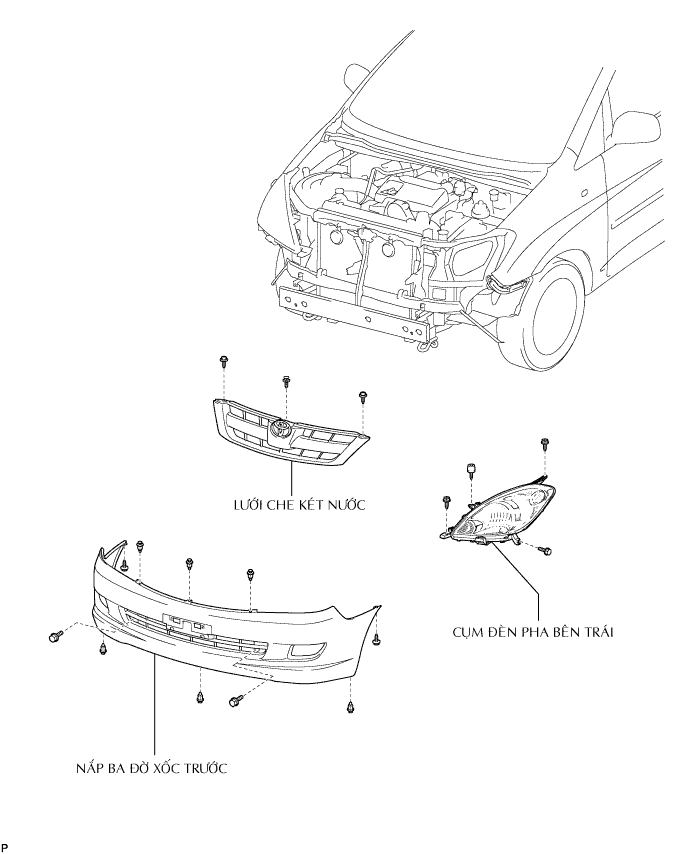 LƯỚI CHE KÉT NƯỚC
CỤM ĐÈN PHA BÊN TRÁI
NẮP BA ĐỜ XỐC TRƯỚC
P